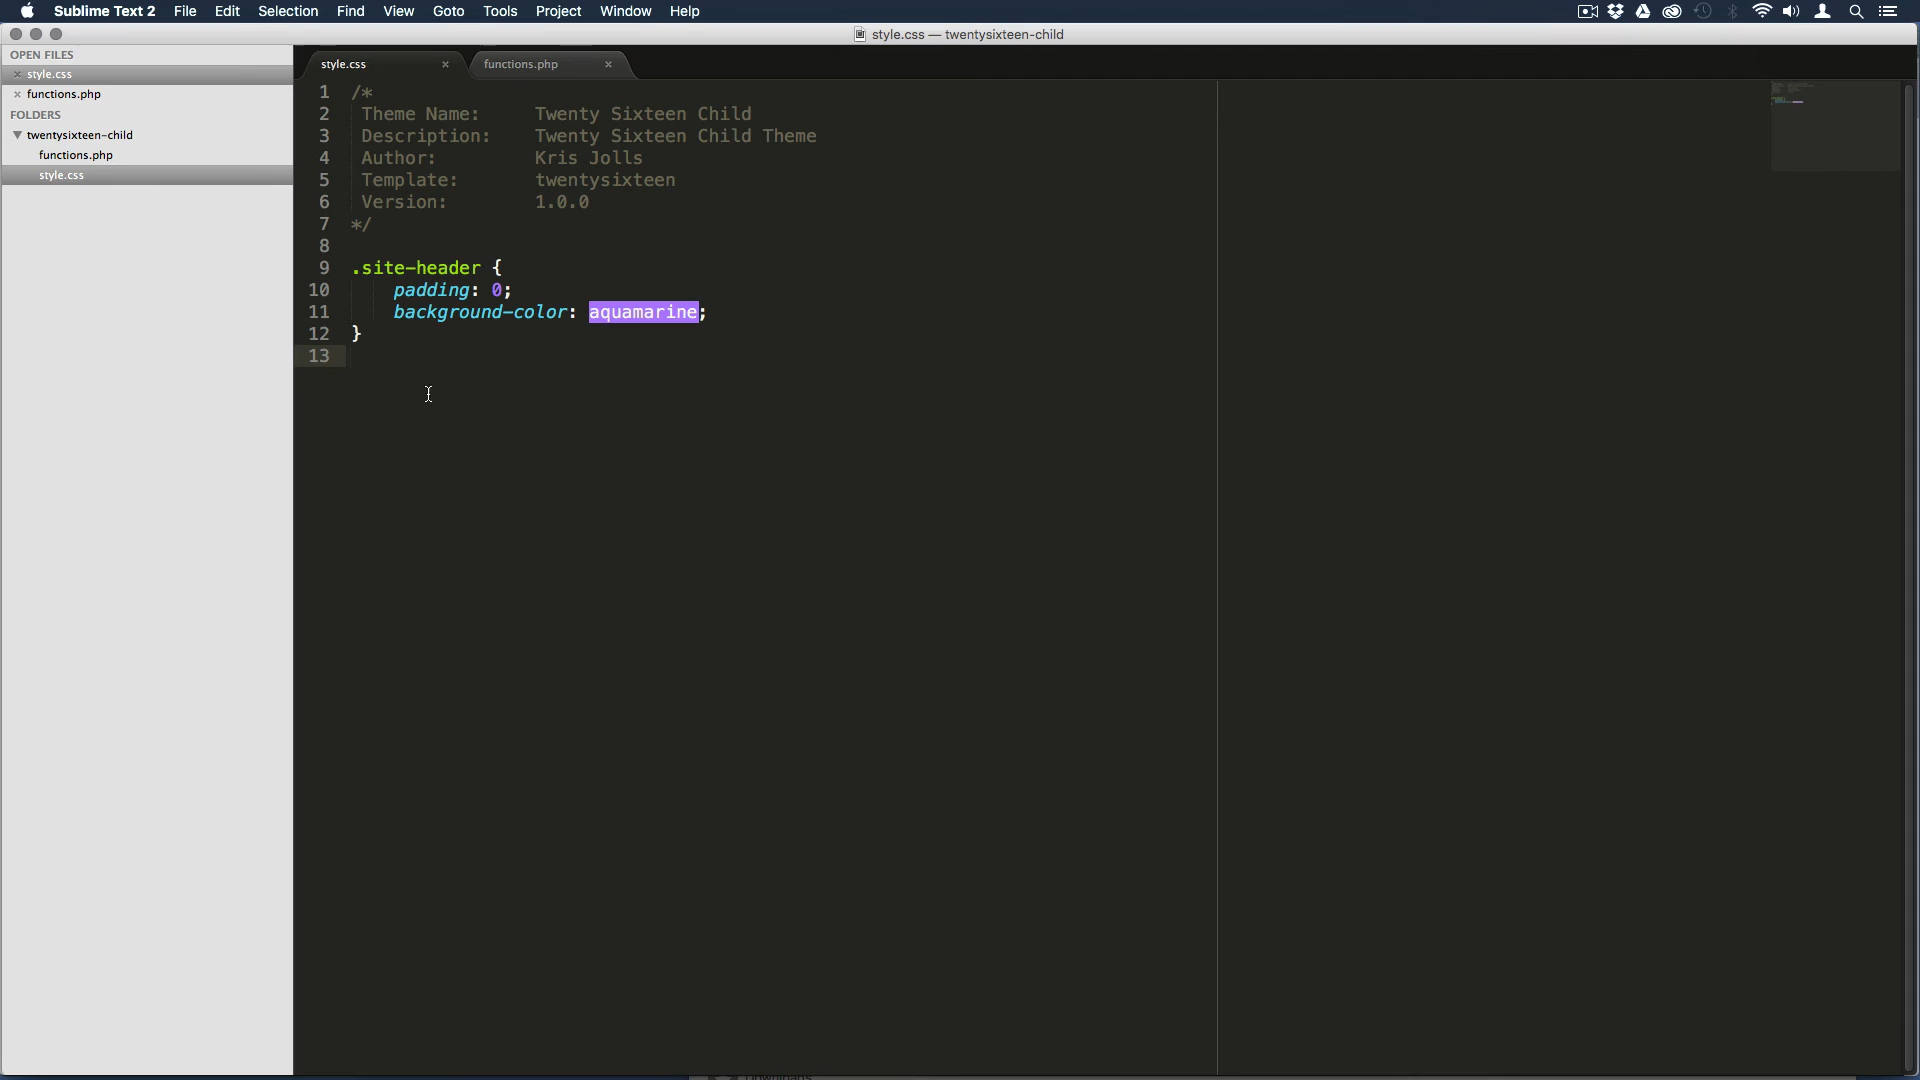 Sublime Text 2 File Edit Selection Find View Goto Tools Project Window Help
style.css — twentysixteen-child
OPEN FILES
style.css
functions.php
FOLDERS
twentysixteen-child
functions.php
style.css
style.css functions.php
1 /*
2 Theme Name: Twenty Sixteen Child
3 Description: Twenty Sixteen Child Theme
4 Author: Kris Jolls
5 Template: twentysixteen
6 Version: 1.0.0
7 */
8
9 .site-header {
10 padding: 0;
11 background-color: aquamarine;
12 }
13